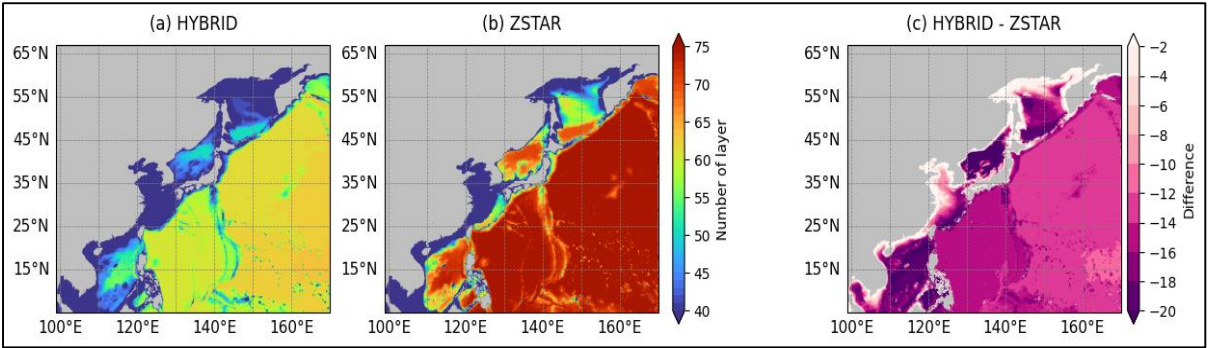 (a) HYBRID
(b) ZSTAR
(c) HYBRID - ZSTAR
65°N
55°N
45°N
35°N
25°N
15°N
100°E 120°E 140°E 160°E
65°N
55°N
45°N
35°N
25°N
15°N
100°E 120°E 140°E 160°E
75
70
65
60
55
50
45
40
Number of layer
65°N
55°N
45°N
35°N
25°N
15°N
100°E 120°E 140°E 160°E
−2
−4
−6
−8
−10
−12
−14
−16
−18
−20
Difference